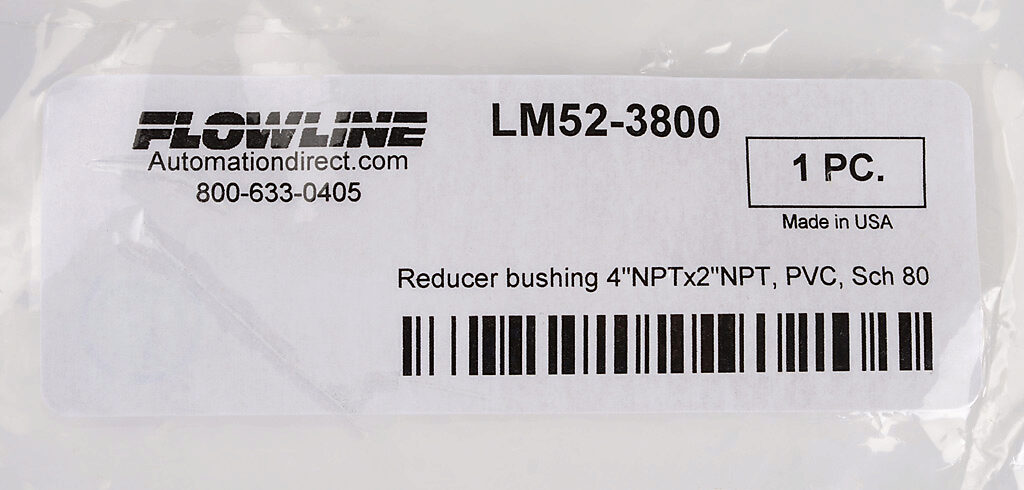 FLOWLINE
Automationdirect.com
800-633-0405
LM52-3800
1 PC.
Made in USA
Reducer bushing 4"NPTx2"NPT, PVC, Sch 80